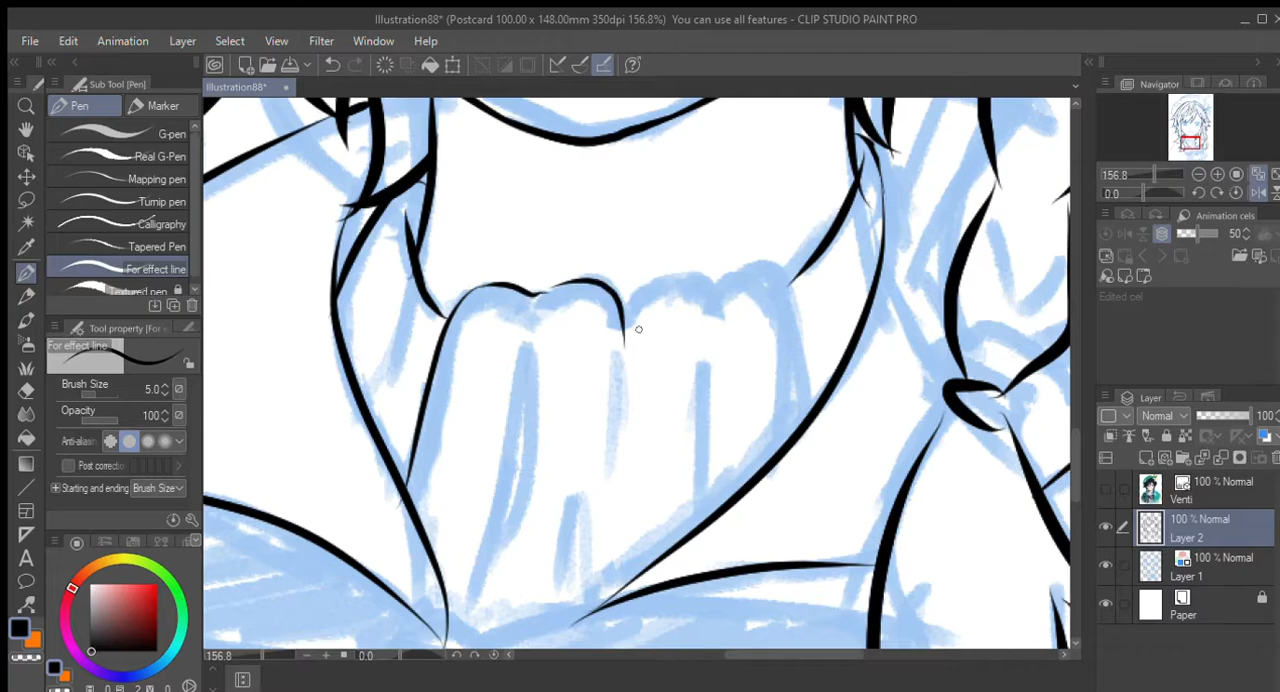 Illustration88* (Postcard 100.00 x 148.00mm 350dpi 156.8%) You can use all features - CLIP STUDIO PAINT PRO
File Edit Animation Layer Select View Filter Window Help
Sub Tool [Pen]
Illustration88*
Navigator
Pen Marker
G-pen
Real G-Pen
Mapping pen
Turnip pen
Calligraphy
Tapered Pen
For effect line
Textured pen
156.8
0.0
Animation cels
50
Edited cel
Tool property [For e
For effect line
Brush Size 5.0
Opacity 100
Anti-aliasin
Post correctio
Starting and ending Brush Size
Layer
Normal 100
100 % Normal
Venti
100 % Normal
Layer 2
100 % Normal
Layer 1
Paper
156.8 0.0